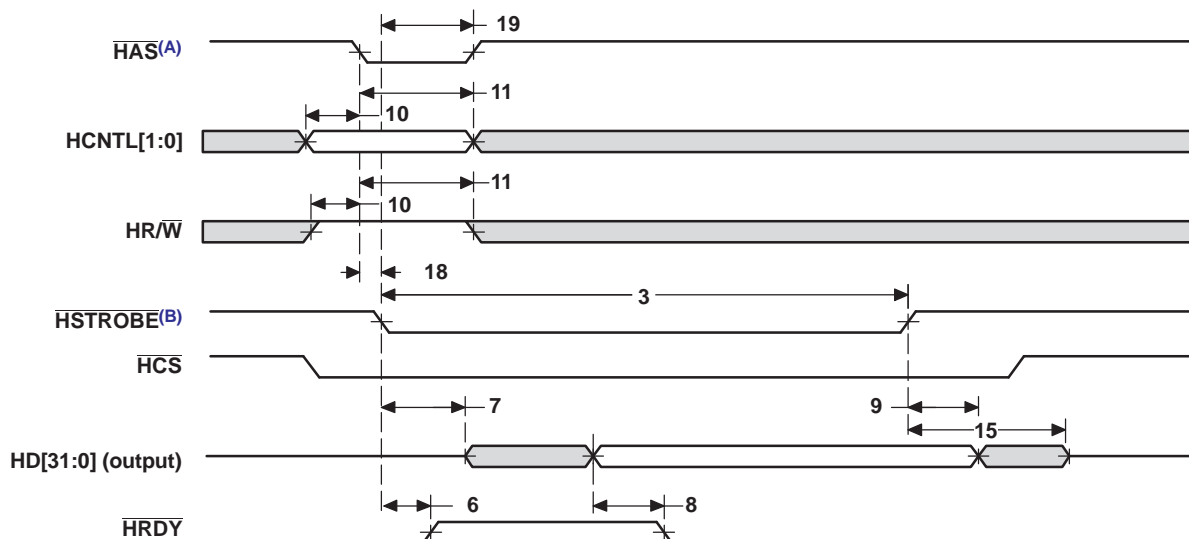 19
HAS(A)
11
10
HCNTL[1:0]
11
10
HR/W
18
3
HSTROBE(B)
HCS
7
9
15
HD[31:0] (output)
6
8
HRDY